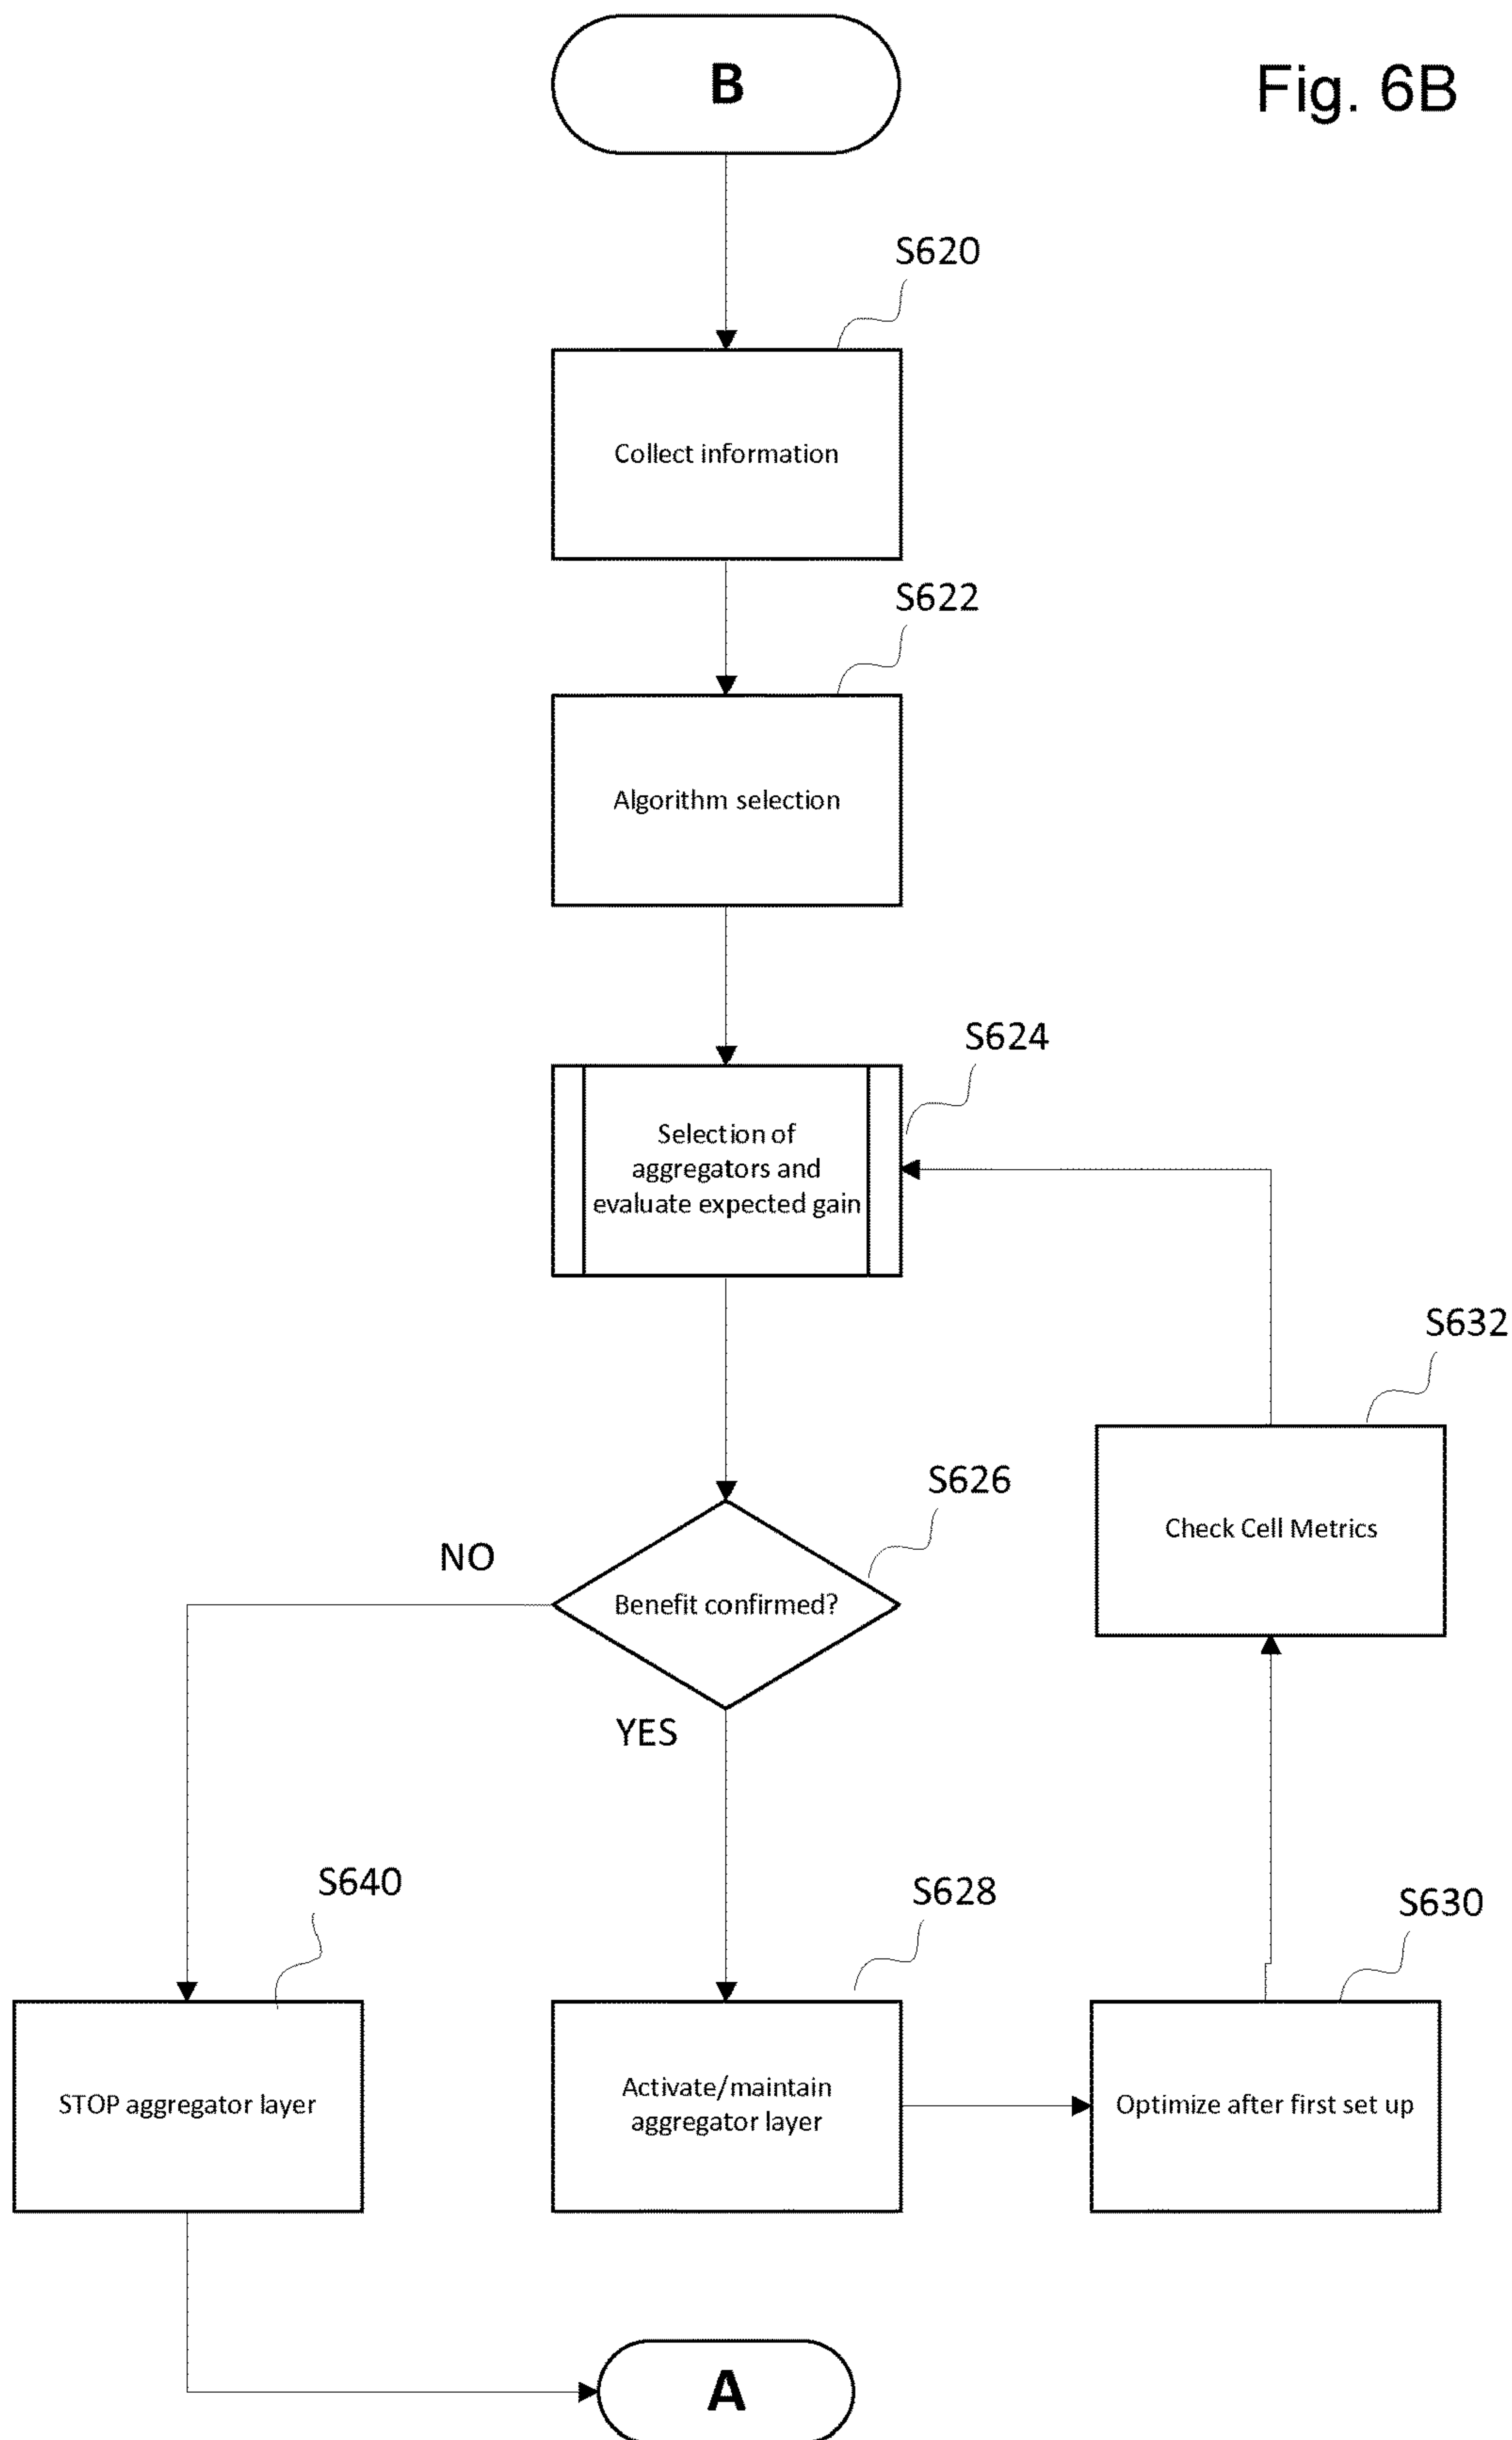 B
Fig. 6B
S620
Collect information
S622
Algorithm selection
S624
Selection of
aggregators and
evaluate expected gain
S632
Check Cell Metrics
S626
NO
Benefit confirmed?
YES
S640
S628
S630
STOP aggregator layer
Activate/maintain
aggregator layer
Optimize after first set up
A